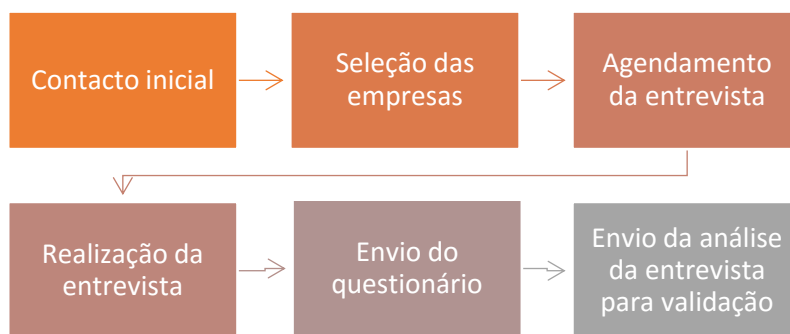 Contacto inicial
Seleção das
empresas
Agendamento
da entrevista
Realização da
entrevista
Envio do
questionário
Envio da análise
da entrevista
para validação